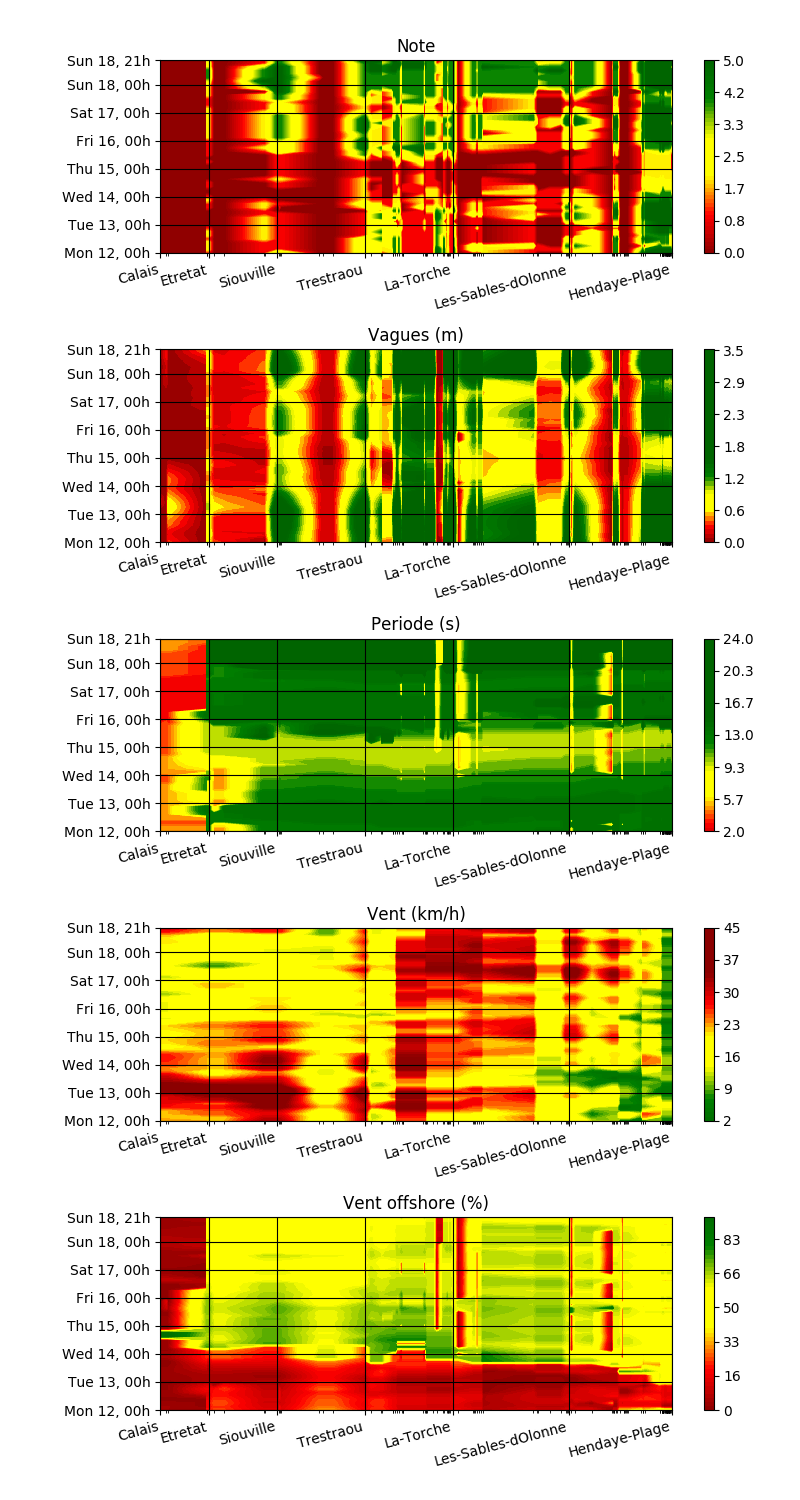 Note
Sun 18, 21h
Sun 18, 00h
Sat 17, 00h
Fri 16, 00h
Thu 15, 00h
Wed 14, 00h
Tue 13, 00h
Mon 12, 00h
5.0
4.2
3.3
2.5
1.7
0.8
0.0
Calais Etretat Siouville Trestraou La-Torche Les-Sables-dOlonne Hendaye-Plage
Vagues (m)
Sun 18, 21h
Sun 18, 00h
Sat 17, 00h
Fri 16, 00h
Thu 15, 00h
Wed 14, 00h
Tue 13, 00h
Mon 12, 00h
3.5
2.9
2.3
1.8
1.2
0.6
0.0
Calais Etretat Siouville Trestraou La-Torche Les-Sables-dOlonne Hendaye-Plage
Periode (s)
Sun 18, 21h
Sun 18, 00h
Sat 17, 00h
Fri 16, 00h
Thu 15, 00h
Wed 14, 00h
Tue 13, 00h
Mon 12, 00h
24.0
20.3
16.7
13.0
9.3
5.7
2.0
Calais Etretat Siouville Trestraou La-Torche Les-Sables-dOlonne Hendaye-Plage
Vent (km/h)
Sun 18, 21h
Sun 18, 00h
Sat 17, 00h
Fri 16, 00h
Thu 15, 00h
Wed 14, 00h
Tue 13, 00h
Mon 12, 00h
45
37
30
23
16
9
2
Calais Etretat Siouville Trestraou La-Torche Les-Sables-dOlonne Hendaye-Plage
Vent offshore (%)
Sun 18, 21h
Sun 18, 00h
Sat 17, 00h
Fri 16, 00h
Thu 15, 00h
Wed 14, 00h
Tue 13, 00h
Mon 12, 00h
83
66
50
33
16
0
Calais Etretat Siouville Trestraou La-Torche Les-Sables-dOlonne Hendaye-Plage